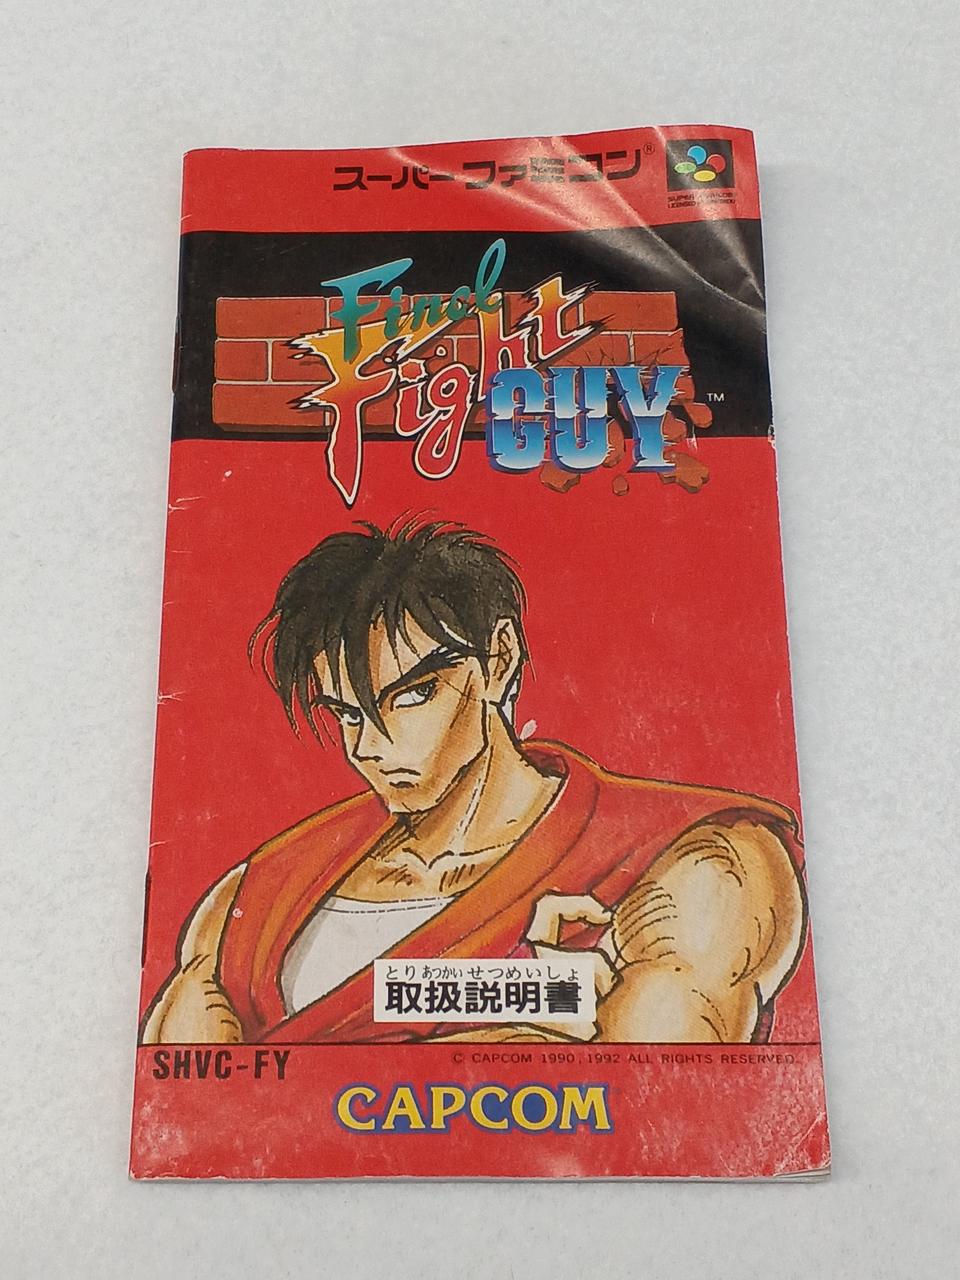 スーパーファミコン®
Final
Fight
GUY™
とりあつかいせつめいしょ
取扱説明書
SHVC-FY
© CAPCOM 1990, 1992 ALL RIGHTS RESERVED.
CAPCOM